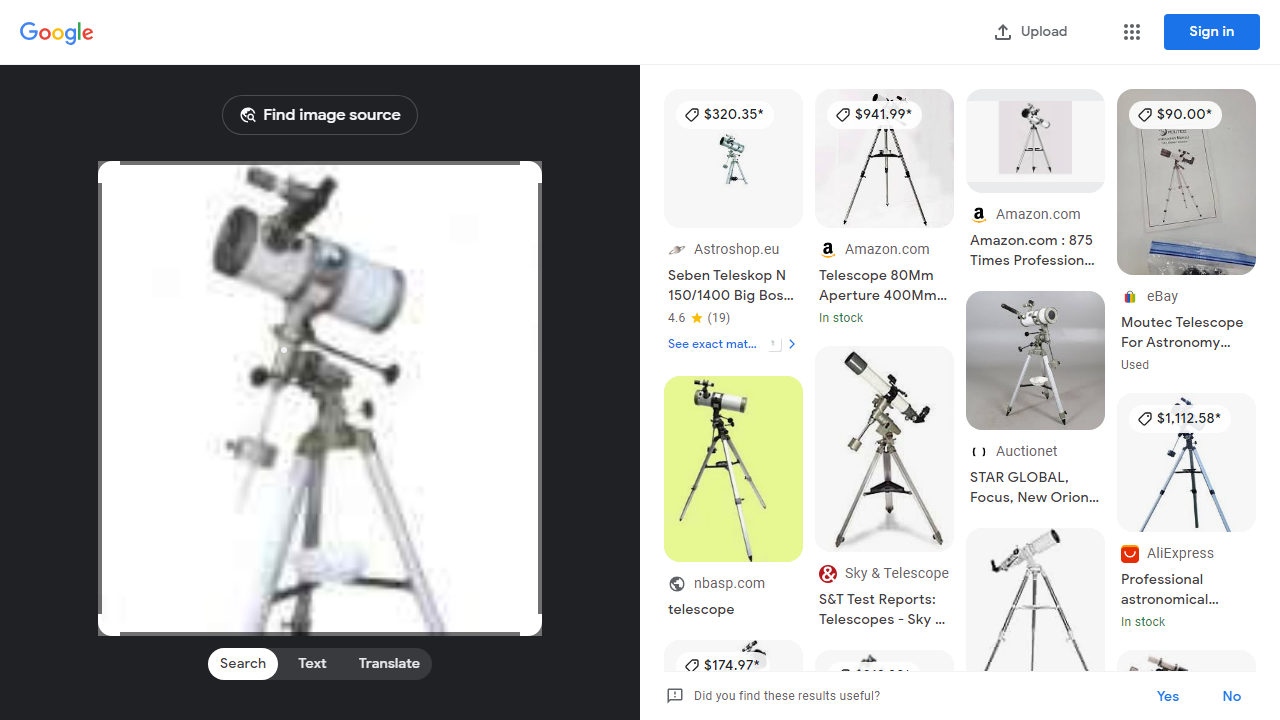 Google
Upload
Sign in
Find image source
Search
Text
Translate
$320.35*
Astroshop.eu
Seben Teleskop N
150/1400 Big Bos...
4.6 (19)
See exact mat...
nbasp.com
telescope
$174.97*
$941.99*
Amazon.com
Telescope 80Mm
Aperture 400Mm...
In stock
Sky & Telescope
S&T Test Reports:
Telescopes - Sky ...
Amazon.com
Amazon.com : 875
Times Profession...
Auctionet
STAR GLOBAL,
Focus, New Orion...
$90.00*
eBay
Moutec Telescope
For Astronomy...
Used
$1,112.58*
AliExpress
Professional
astronomical...
In stock
Did you find these results useful?
Yes
No